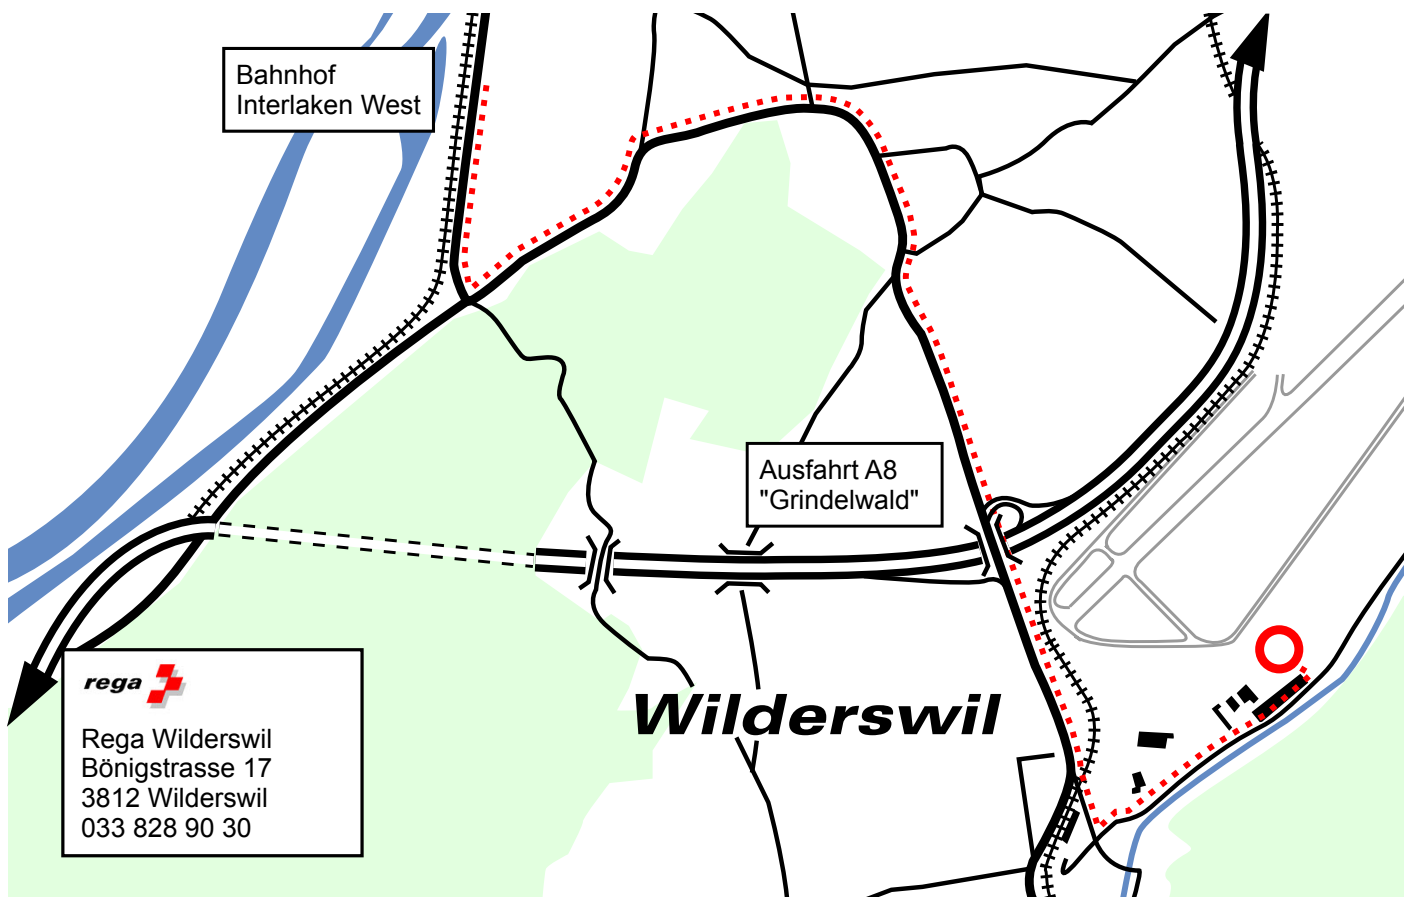 Bahnhof
Interlaken West
Ausfahrt A8
"Grindelwald"
rega
Rega Wilderswil
Bönigstrasse 17
3812 Wilderswil
033 828 90 30
Wilderswil